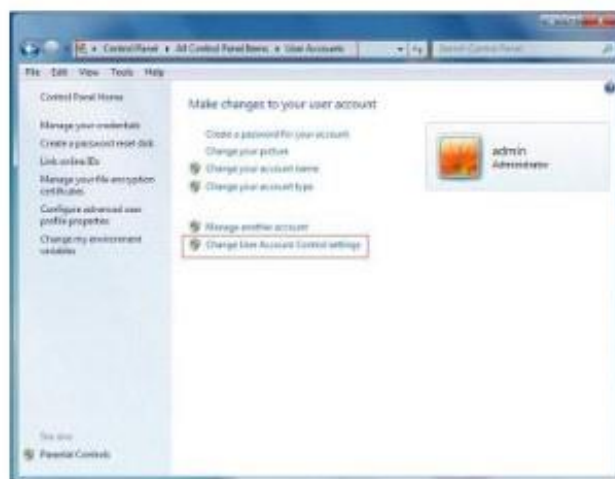 Control Panel ▸ All Control Panel Items ▸ User Accounts
Search Control Panel
File Edit View Tools Help
Control Panel Home
Manage your credentials
Create a password reset disk
Link online IDs
Manage your file encryption
certificates
Configure advanced user
profile properties
Change my environment
variables
Make changes to your user account
Create a password for your account
Change your picture
Change your account name
Change your account type
Manage another account
Change User Account Control settings
admin
Administrator
See also
Parental Controls